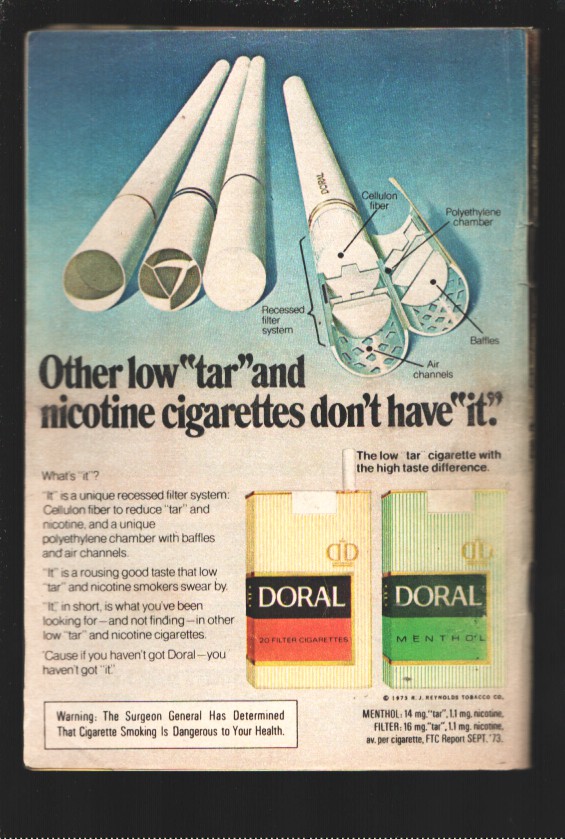 DORAL
Cellulon
fiber
Polyethylene
chamber
Recessed
filter
system
Baffles
Air
channels
Other low "tar" and
nicotine cigarettes don't have "it."
The low "tar" cigarette with
the high taste difference.
What's "it"?
"It" is a unique recessed filter system:
Cellulon fiber to reduce "tar" and
nicotine, and a unique
polyethylene chamber with baffles
and air channels.
"It" is a rousing good taste that low
"tar" and nicotine smokers swear by.
"It," in short, is what you've been
looking for—and not finding—in other
low "tar" and nicotine cigarettes.
'Cause if you haven't got Doral—you
haven't got "it."
DORAL
20 FILTER CIGARETTES
DORAL
MENTHOL
© 1973 R. J. REYNOLDS TOBACCO CO.
Warning: The Surgeon General Has Determined
That Cigarette Smoking Is Dangerous to Your Health.
MENTHOL: 14 mg. "tar", 1.1 mg. nicotine,
FILTER: 16 mg. "tar", 1.1 mg. nicotine,
av. per cigarette, FTC Report SEPT. '73.